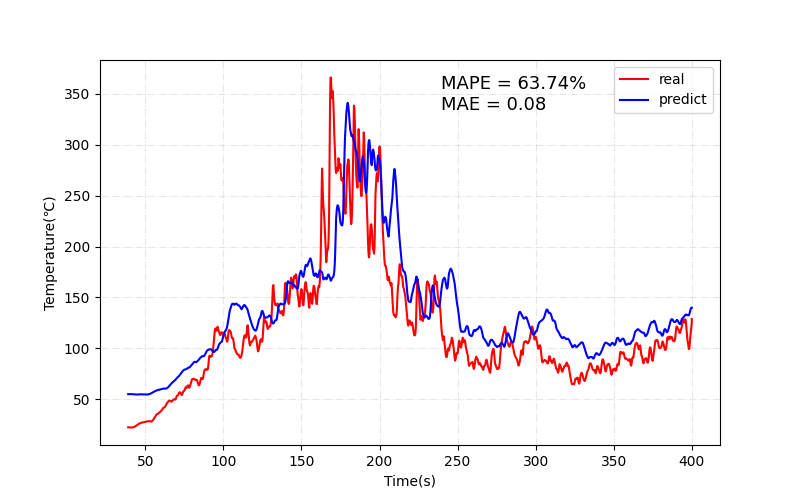 MAPE = 63.74%
MAE = 0.08
real
predict
Temperature(℃)
350
300
250
200
150
100
50
50 100 150 200 250 300 350 400
Time(s)